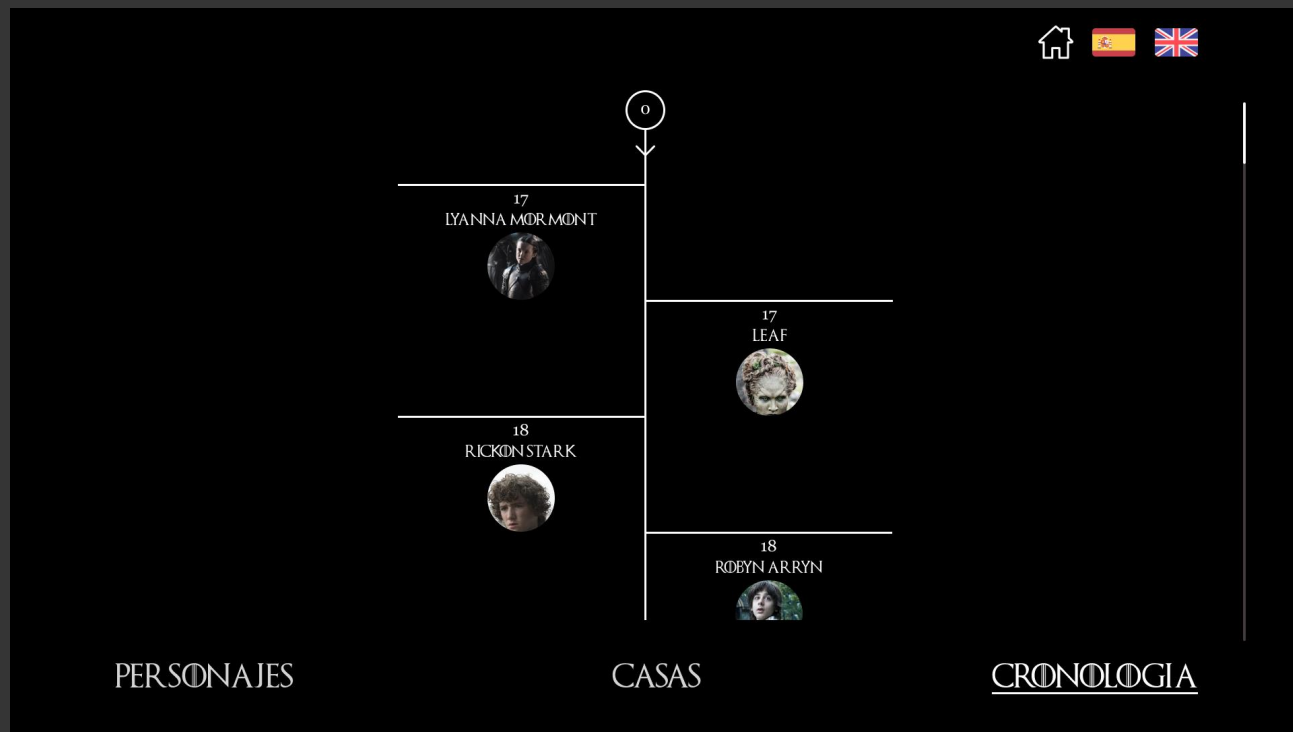 0
17
LYANNA MORMONT
17
LEAF
18
RICKON STARK
18
ROBYN ARRYN
PERSONAJES
CASAS
CRONOLOGIA